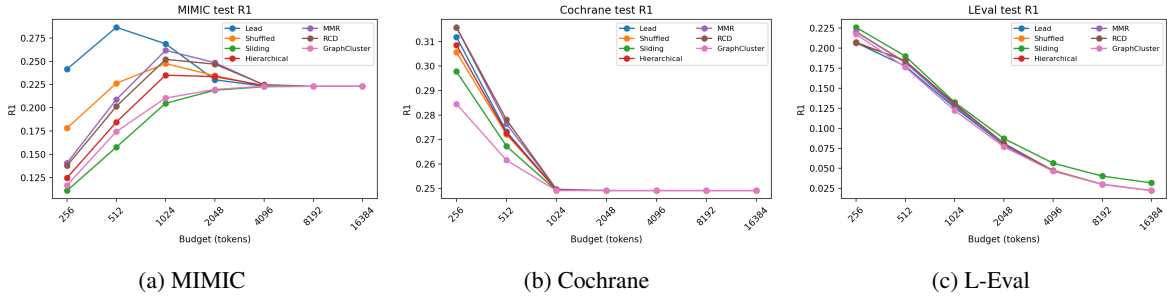 MIMIC test R1
Lead
Shuffled
Sliding
Hierarchical
MMR
RCD
GraphCluster
R1
0.275
0.250
0.225
0.200
0.175
0.150
0.125
256
512
1024
2048
4096
8192
16384
Budget (tokens)
(a) MIMIC
Cochrane test R1
Lead
Shuffled
Sliding
Hierarchical
MMR
RCD
GraphCluster
R1
0.31
0.30
0.29
0.28
0.27
0.26
0.25
256
512
1024
2048
4096
8192
16384
Budget (tokens)
(b) Cochrane
LEval test R1
Lead
Shuffled
Sliding
Hierarchical
MMR
RCD
GraphCluster
R1
0.225
0.200
0.175
0.150
0.125
0.100
0.075
0.050
0.025
256
512
1024
2048
4096
8192
16384
Budget (tokens)
(c) L-Eval